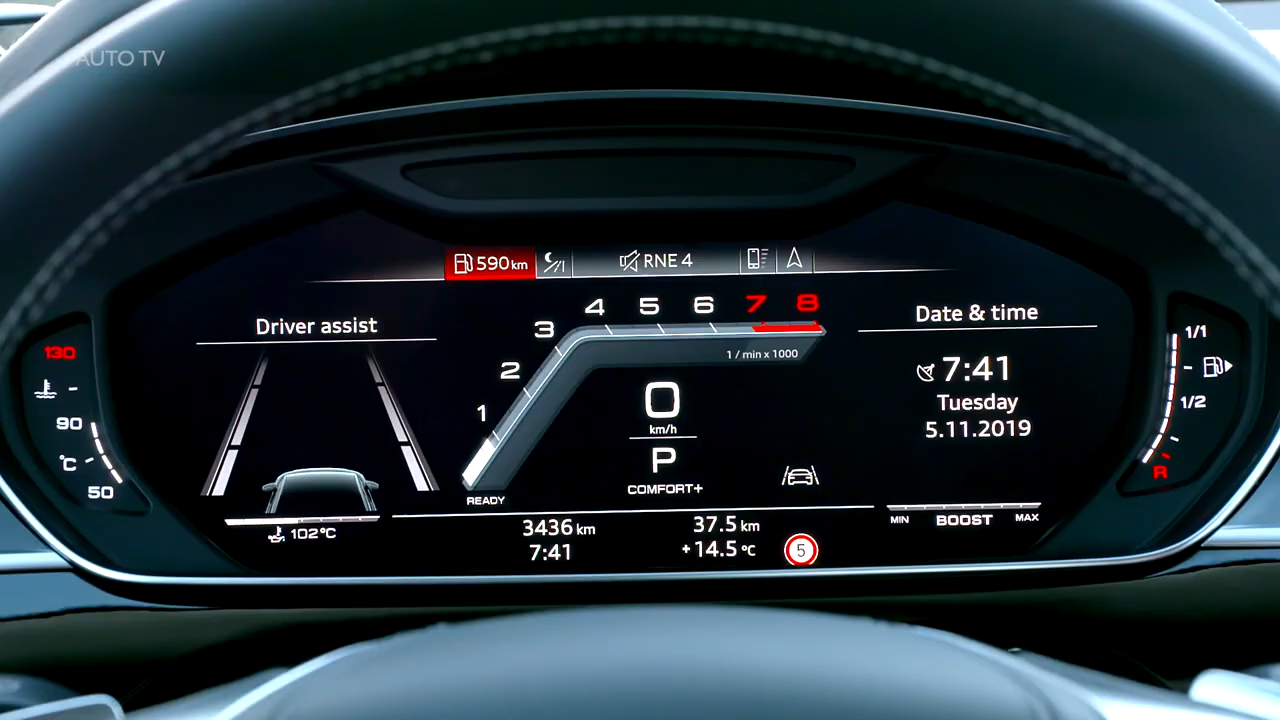 AUTO TV
590 km
RNE 4
4 5 6 7 8
3
2
1
1 / min x 1000
READY
Driver assist
102°C
0
km/h
P
COMFORT+
3436 km
7:41
37.5 km
+14.5 °C
5
Date & time
7:41
Tuesday
5.11.2019
MIN BOOST MAX
130
90
°C
50
1/1
1/2
R